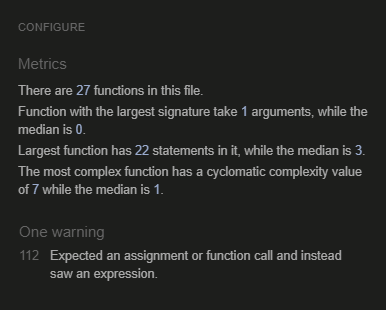 CONFIGURE
Metrics
There are 27 functions in this file.
Function with the largest signature take 1 arguments, while the
median is 0.
Largest function has 22 statements in it, while the median is 3.
The most complex function has a cyclomatic complexity value
of 7 while the median is 1.
One warning
112 Expected an assignment or function call and instead
saw an expression.